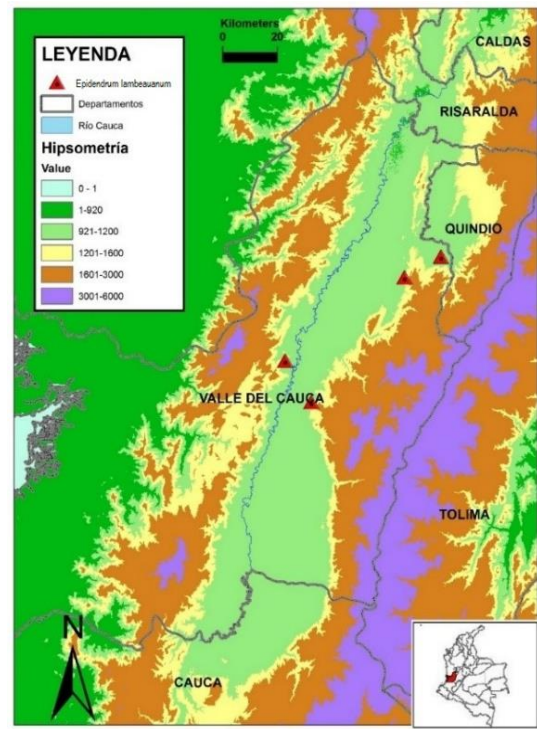 Kilometers
20
LEYENDA
Epidendrum lambeauanum
Departamentos
Río Cauca
Hipsometría
Value
0 - 1
1-920
921-1200
1201-1600
1601-3000
3001-6000
CALDAS
RISARALDA
QUINDIO
VALLE DEL CAUCA
TOLIMA
N
CAUCA